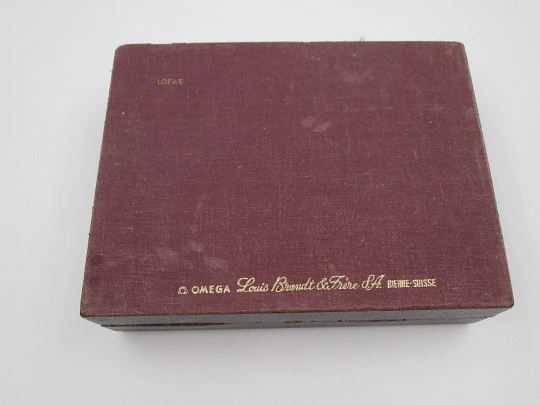 LOEWE
Ω OMEGA Louis Brandt & Frère S.A. BIENNE-SUISSE